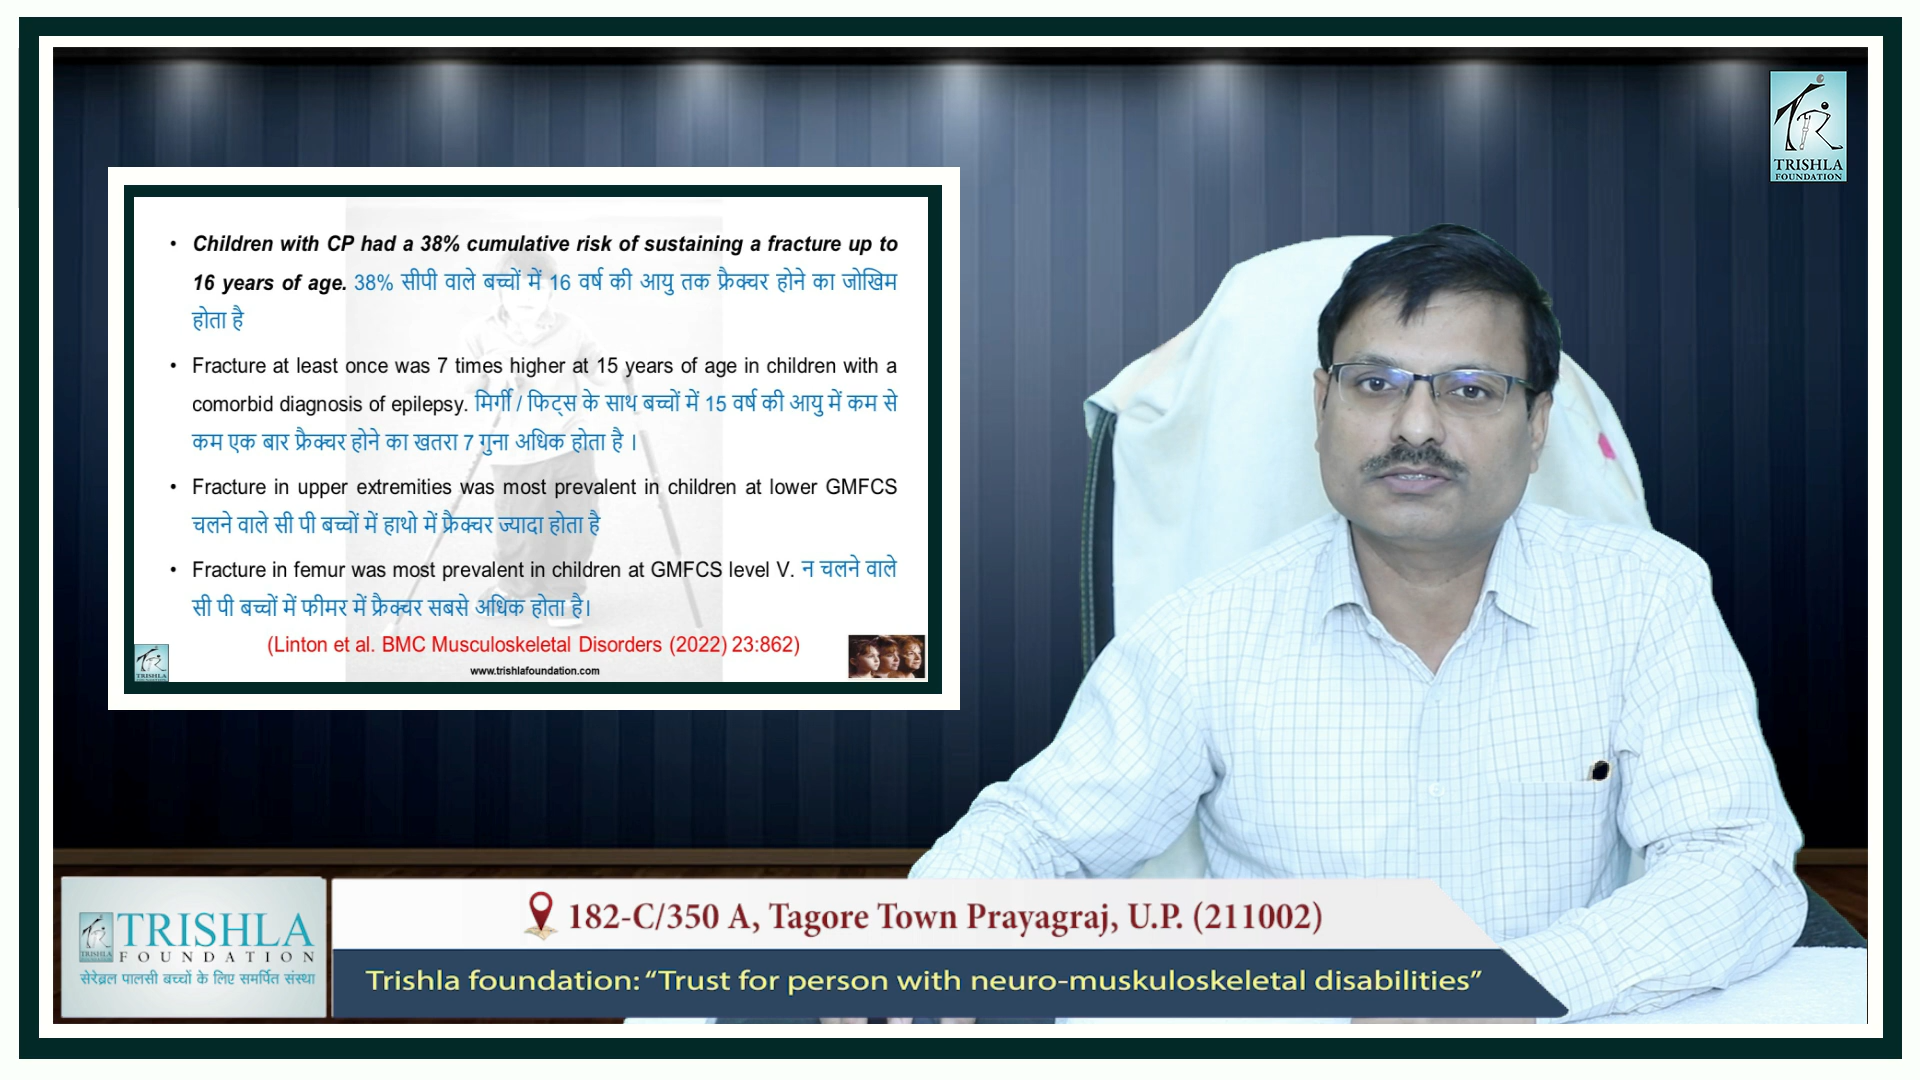 TRISHLA
FOUNDATION
• Children with CP had a 38% cumulative risk of sustaining a fracture up to
16 years of age. 38% सीपी वाले बच्चों में 16 वर्ष की आयु तक फ्रैक्चर होने का जोखिम
होता है
• Fracture at least once was 7 times higher at 15 years of age in children with a
comorbid diagnosis of epilepsy. मिर्गी / फिट्स के साथ बच्चों में 15 वर्ष की आयु में कम से
कम एक बार फ्रैक्चर होने का खतरा 7 गुना अधिक होता है ।
• Fracture in upper extremities was most prevalent in children at lower GMFCS
चलने वाले सी पी बच्चों में हाथो में फ्रैक्चर ज्यादा होता है
• Fracture in femur was most prevalent in children at GMFCS level V. न चलने वाले
सी पी बच्चों में फीमर में फ्रैक्चर सबसे अधिक होता है।
(Linton et al. BMC Musculoskeletal Disorders (2022) 23:862)
TRISHLA
www.trishlafoundation.com
TRISHLA
TRISHLA
FOUNDATION
सेरेब्रल पालसी बच्चों के लिए समर्पित संस्था
182-C/350 A, Tagore Town Prayagraj, U.P. (211002)
Trishla foundation: “Trust for person with neuro-muskuloskeletal disabilities”